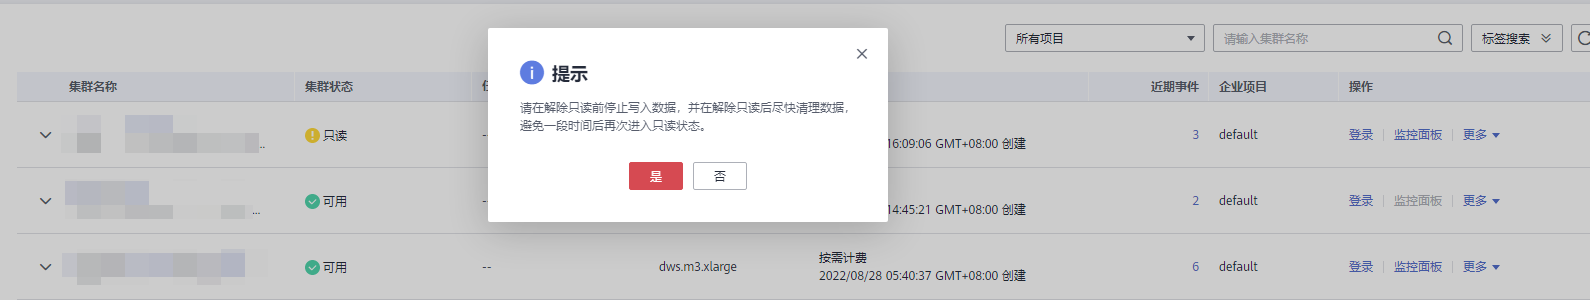 所有项目
请输入集群名称
标签搜索
集群名称
集群状态
近期事件
企业项目
操作
提示
请在解除只读前停止写入数据，并在解除只读后尽快清理数据，
避免一段时间后再次进入只读状态。
是
否
...
只读
--
16:09:06 GMT+08:00 创建
3
default
登录
监控面板
更多
...
可用
--
14:45:21 GMT+08:00 创建
2
default
登录
监控面板
更多
可用
--
dws.m3.xlarge
按需计费
2022/08/28 05:40:37 GMT+08:00 创建
6
default
登录
监控面板
更多